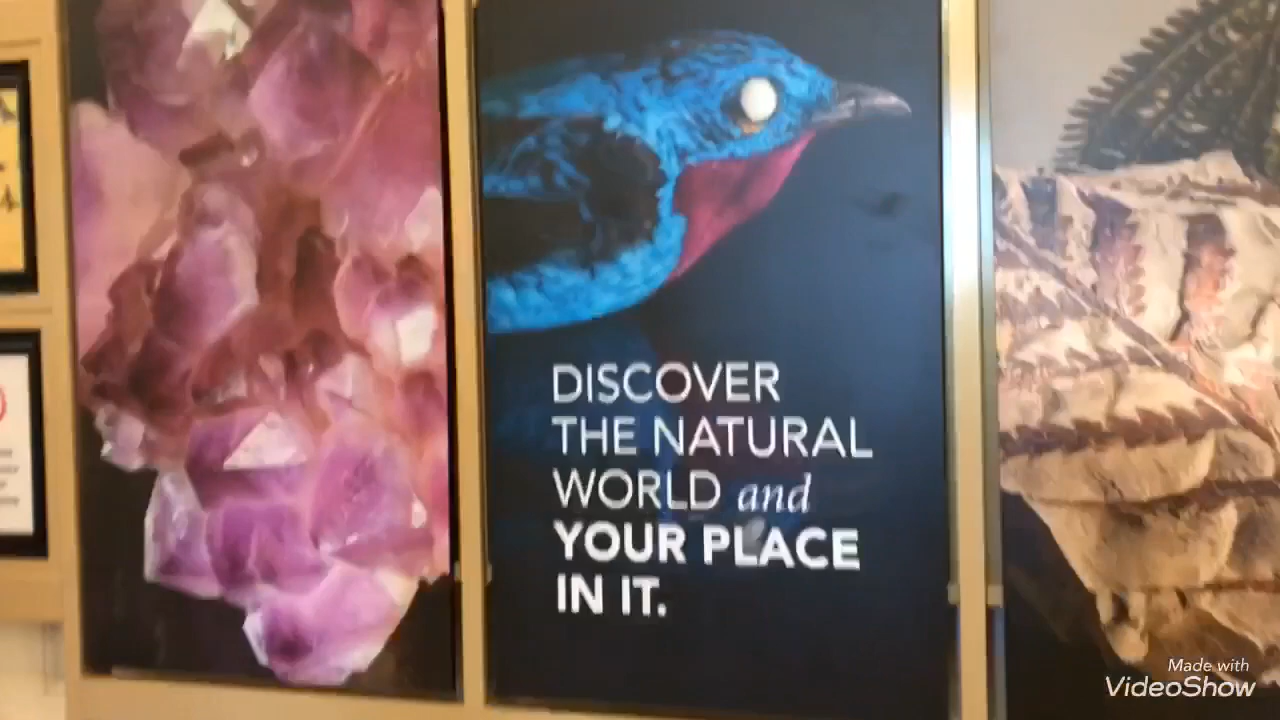 DISCOVER
THE NATURAL
WORLD and
YOUR PLACE
IN IT.
Made with
VideoShow